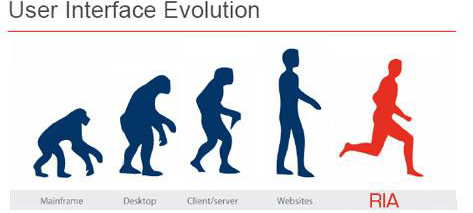 User Interface Evolution
Mainframe Desktop Client/server Websites RIA